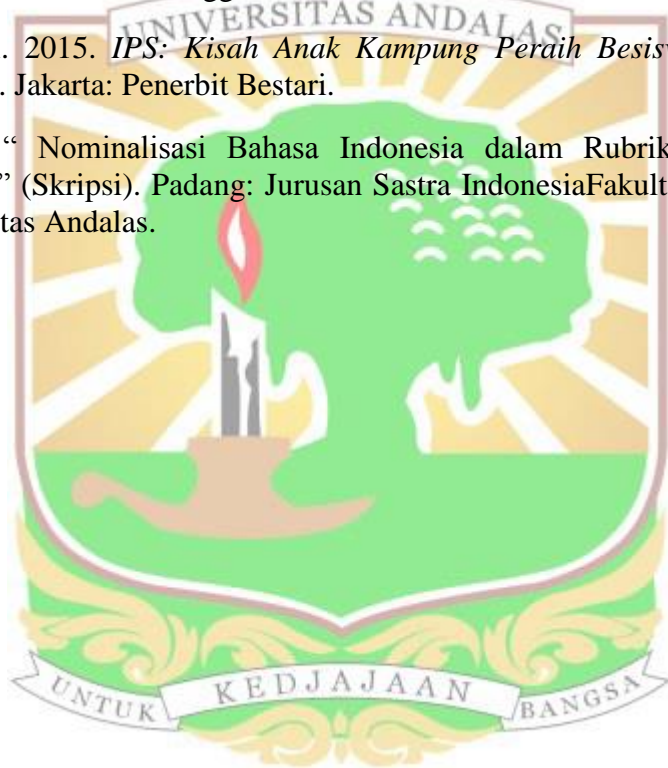 UNIVERSITAS ANDALAS
. 2015. IPS: Kisah Anak Kampung Peraih Besisw
. Jakarta: Penerbit Bestari.
“ Nominalisasi Bahasa Indonesia dalam Rubrik
” (Skripsi). Padang: Jurusan Sastra IndonesiaFakult
tas Andalas.
UNTUK KEDJAJAAN BANGSA